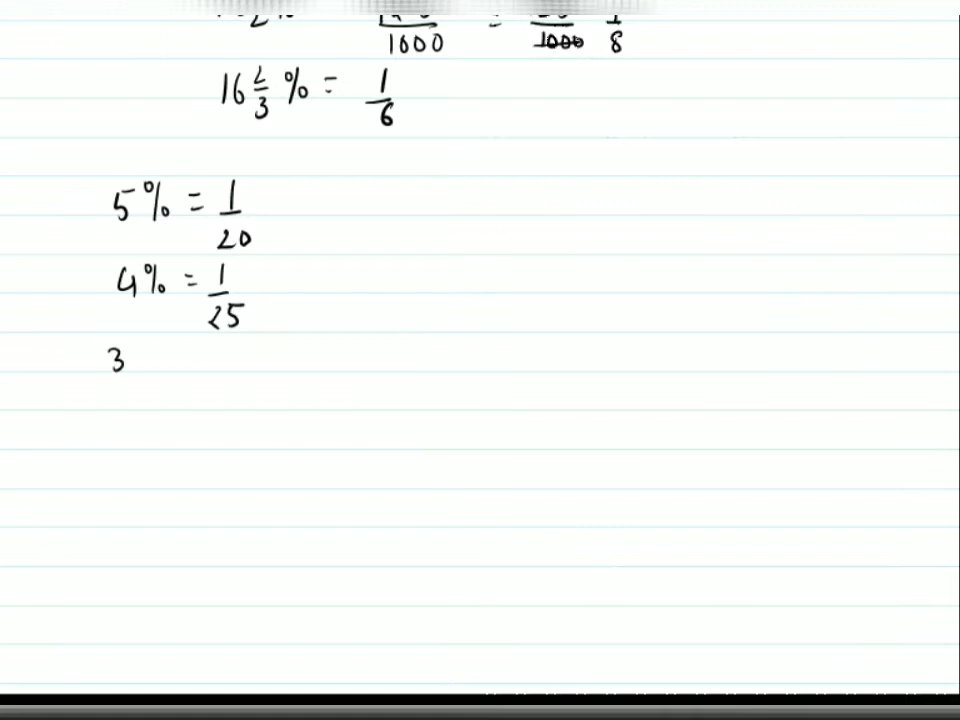 1000 = 1000 8
16 2/3 % = 1/6
5% = 1/20
4% = 1/25
3